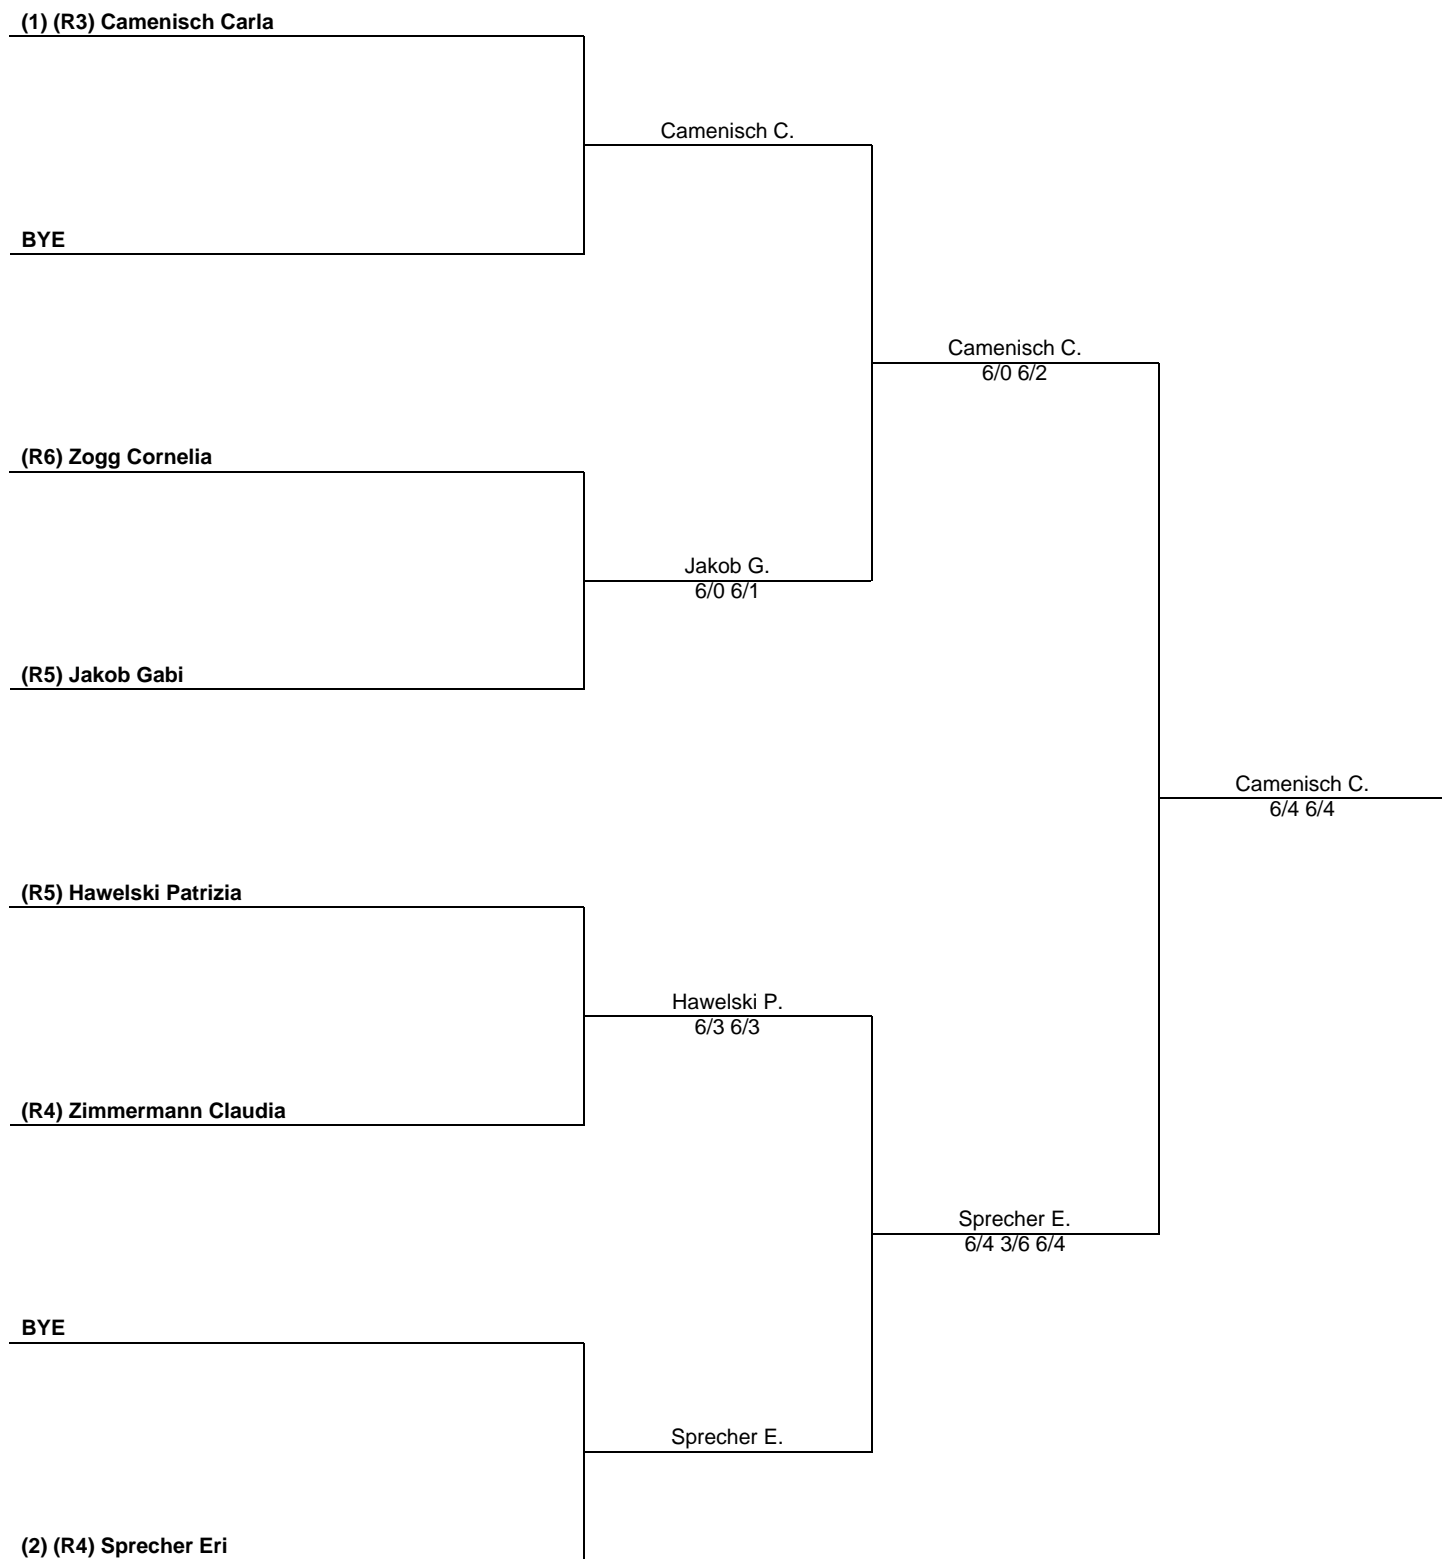 (1) (R3) Camenisch Carla
Camenisch C.
BYE
Camenisch C.
6/0 6/2
(R6) Zogg Cornelia
Jakob G.
6/0 6/1
(R5) Jakob Gabi
Camenisch C.
6/4 6/4
(R5) Hawelski Patrizia
Hawelski P.
6/3 6/3
(R4) Zimmermann Claudia
Sprecher E.
6/4 3/6 6/4
BYE
Sprecher E.
(2) (R4) Sprecher Eri